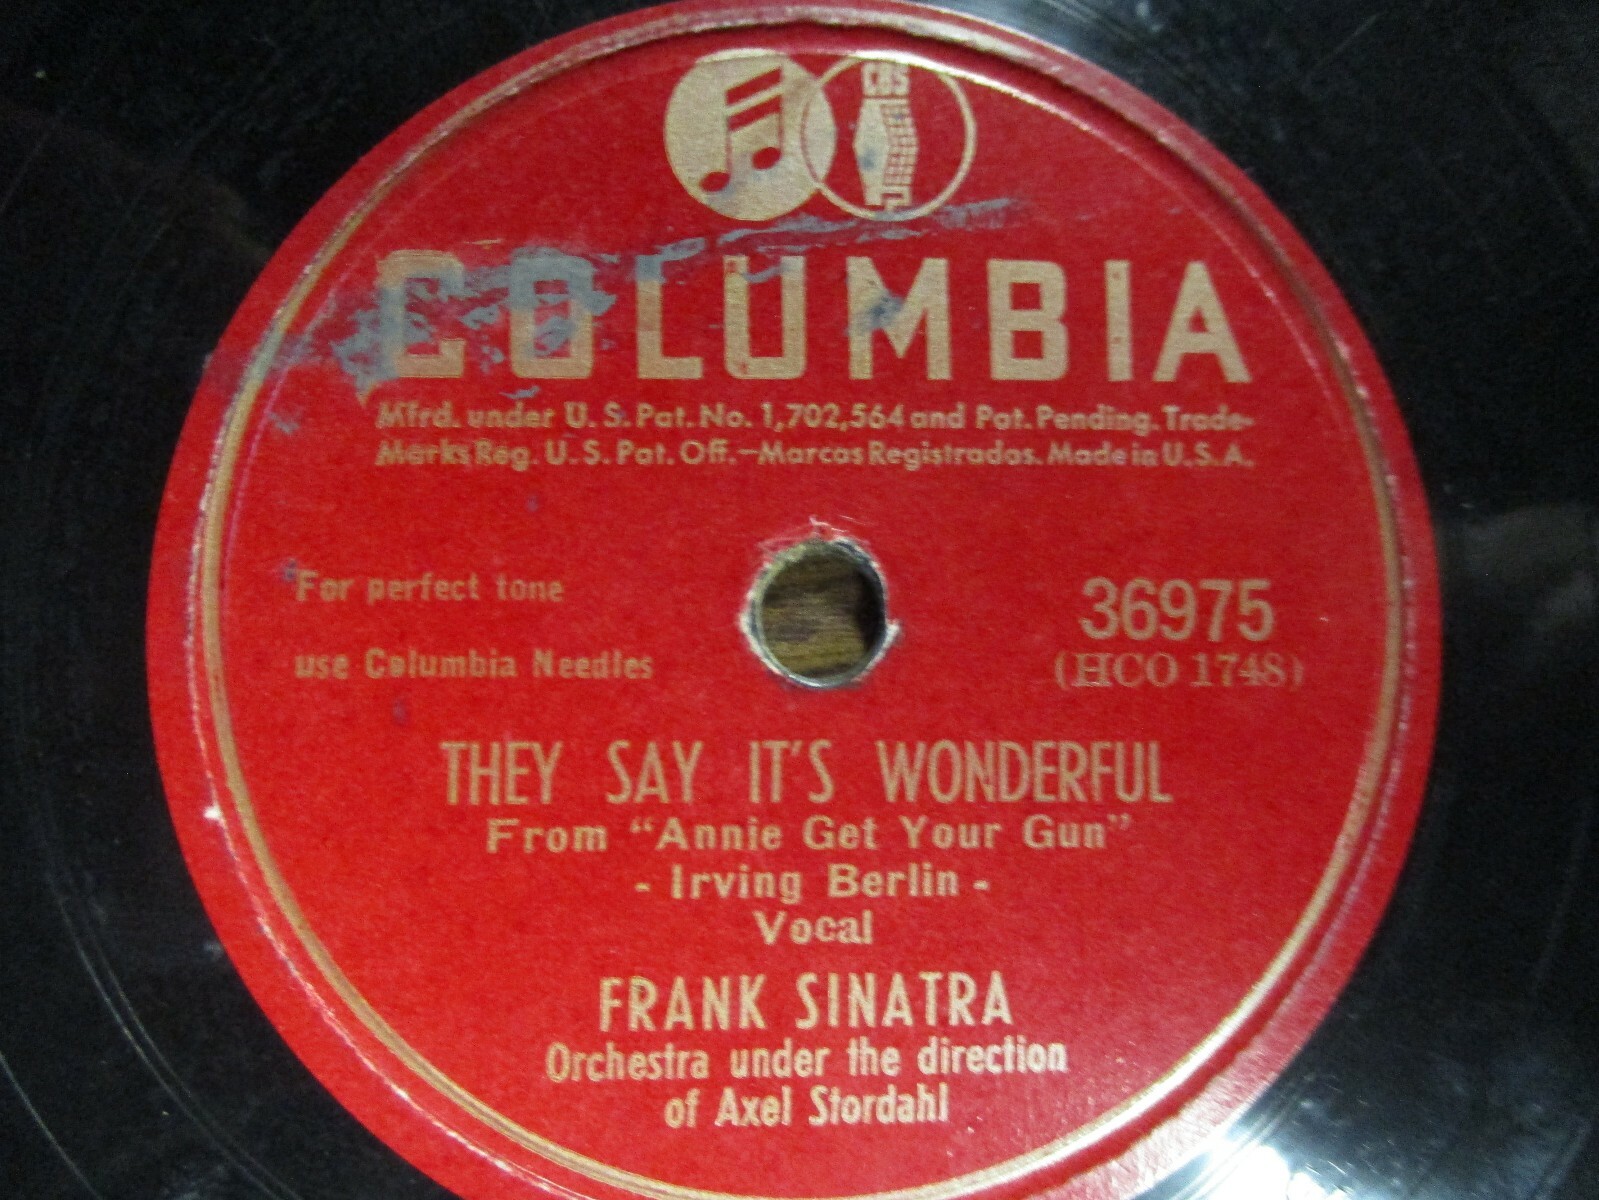 CBS
COLUMBIA
Mfrd. under U. S. Pat. No. 1,702,564 and Pat. Pending. Trade-
Marks Reg. U. S. Pat. Off.—Marcas Registradas. Made in U.S.A.
For perfect tone
use Columbia Needles
36975
(HCO 1748)
THEY SAY IT'S WONDERFUL
From "Annie Get Your Gun"
- Irving Berlin -
Vocal
FRANK SINATRA
Orchestra under the direction
of Axel Stordahl